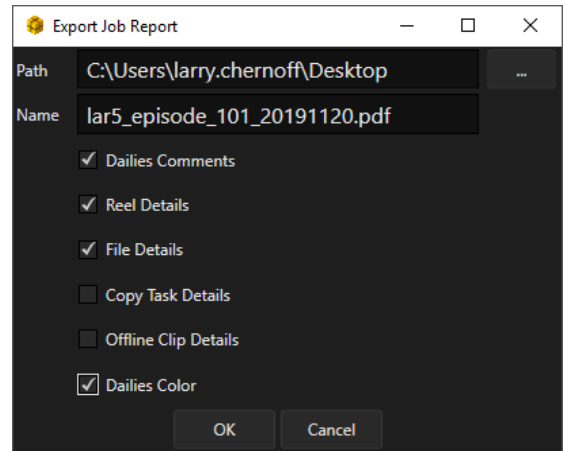 Export Job Report
Path C:\Users\larry.chernoff\Desktop ...
Name lar5_episode_101_20191120.pdf
Dailies Comments
Reel Details
File Details
Copy Task Details
Offline Clip Details
Dailies Color
OK Cancel